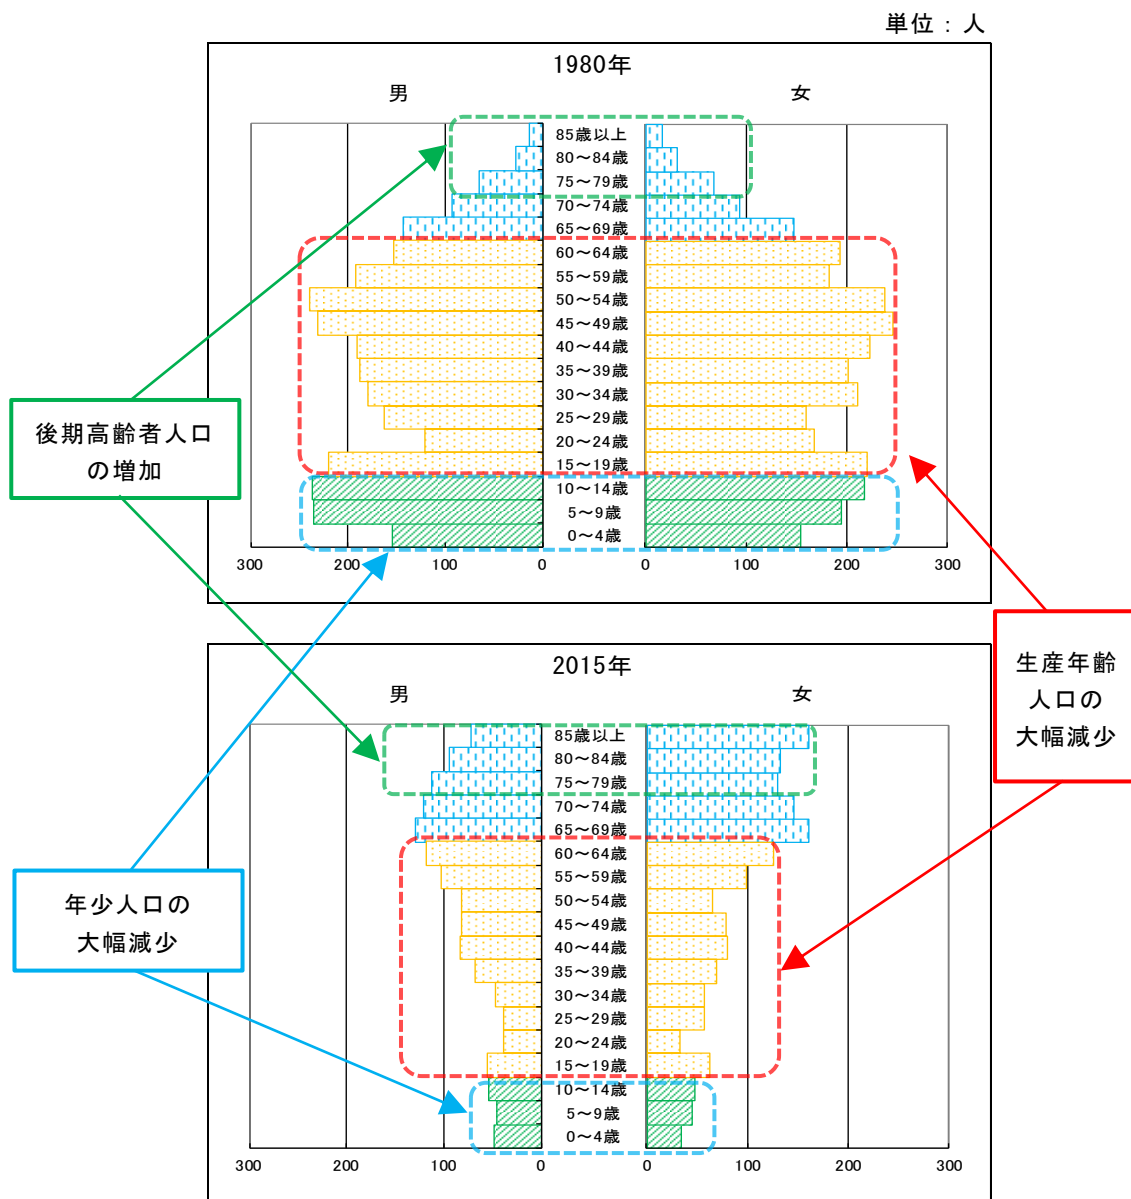 単位：人
1980年
男
女
85歳以上
80～84歳
75～79歳
70～74歳
65～69歳
60～64歳
55～59歳
50～54歳
45～49歳
40～44歳
35～39歳
30～34歳
25～29歳
20～24歳
15～19歳
10～14歳
5～9歳
0～4歳
300 200 100 0 0 100 200 300
後期高齢者人口
の増加
生産年齢
人口の
大幅減少
年少人口の
大幅減少
2015年
男
女
85歳以上
80～84歳
75～79歳
70～74歳
65～69歳
60～64歳
55～59歳
50～54歳
45～49歳
40～44歳
35～39歳
30～34歳
25～29歳
20～24歳
15～19歳
10～14歳
5～9歳
0～4歳
300 200 100 0 0 100 200 300